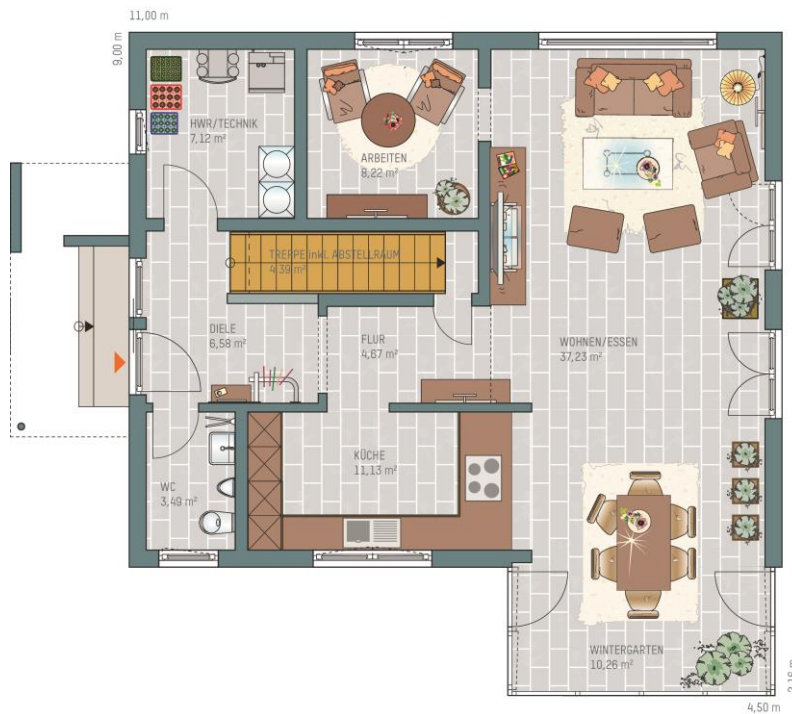 11,00 m
9,00 m
HWR/TECHNIK
7,12 m²
ARBEITEN
8,22 m²
TREPPE inkl. ABSTELLRAUM
4,39 m²
DIELE
6,58 m²
FLUR
4,67 m²
WOHNEN/ESSEN
37,23 m²
KÜCHE
11,13 m²
WC
3,49 m²
WINTERGARTEN
10,26 m²
4,50 m